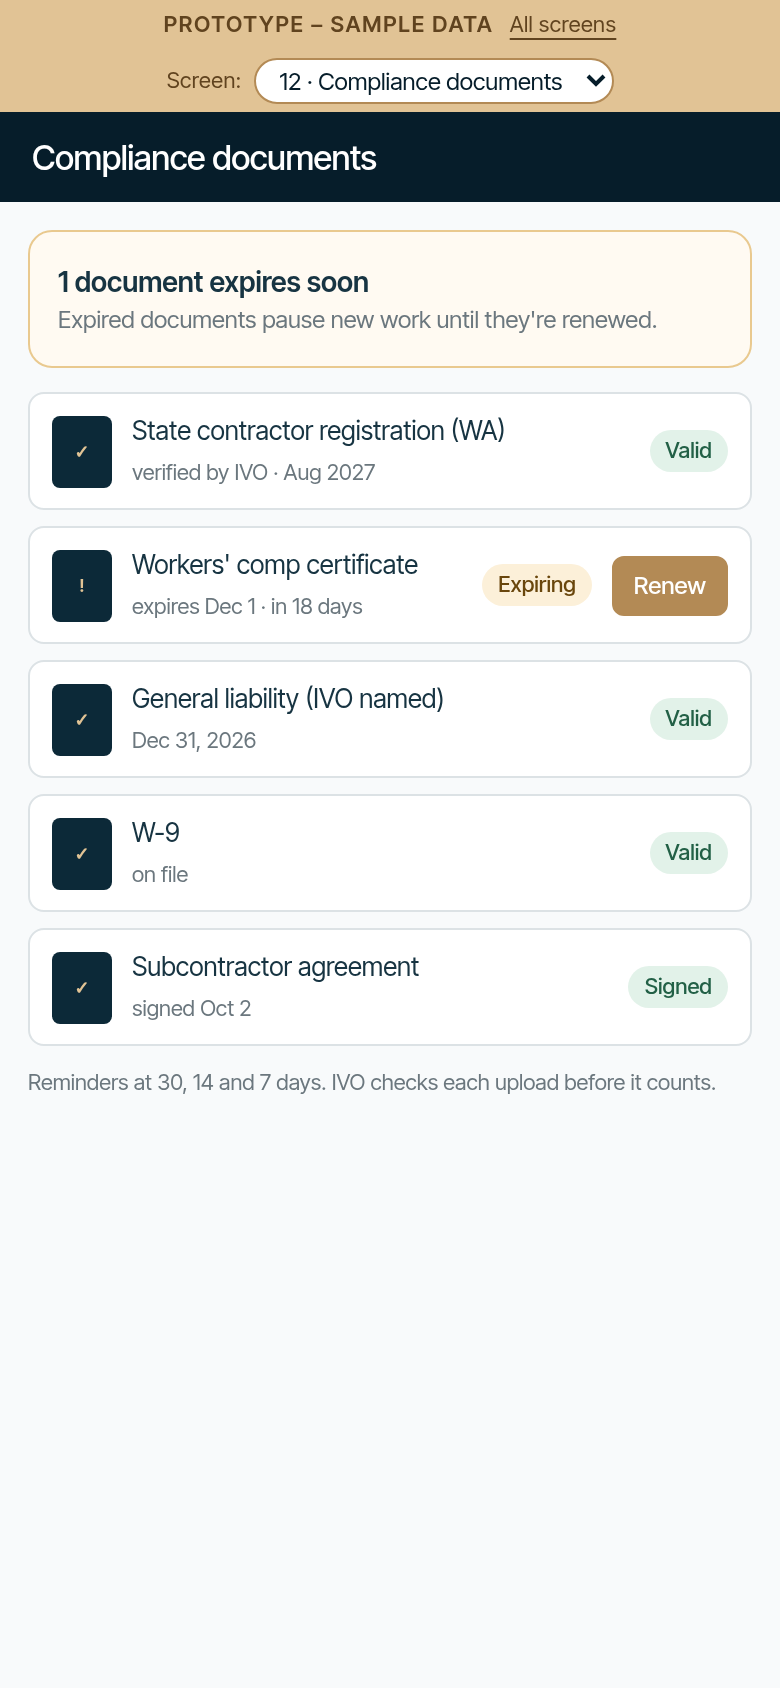 PROTOTYPE – SAMPLE DATA All screens
Screen: 12 · Compliance documents
Compliance documents
1 document expires soon
Expired documents pause new work until they're renewed.
✓ State contractor registration (WA)
verified by IVO · Aug 2027
Valid
! Workers' comp certificate
expires Dec 1 · in 18 days
Expiring
Renew
✓ General liability (IVO named)
Dec 31, 2026
Valid
✓ W-9
on file
Valid
✓ Subcontractor agreement
signed Oct 2
Signed
Reminders at 30, 14 and 7 days. IVO checks each upload before it counts.